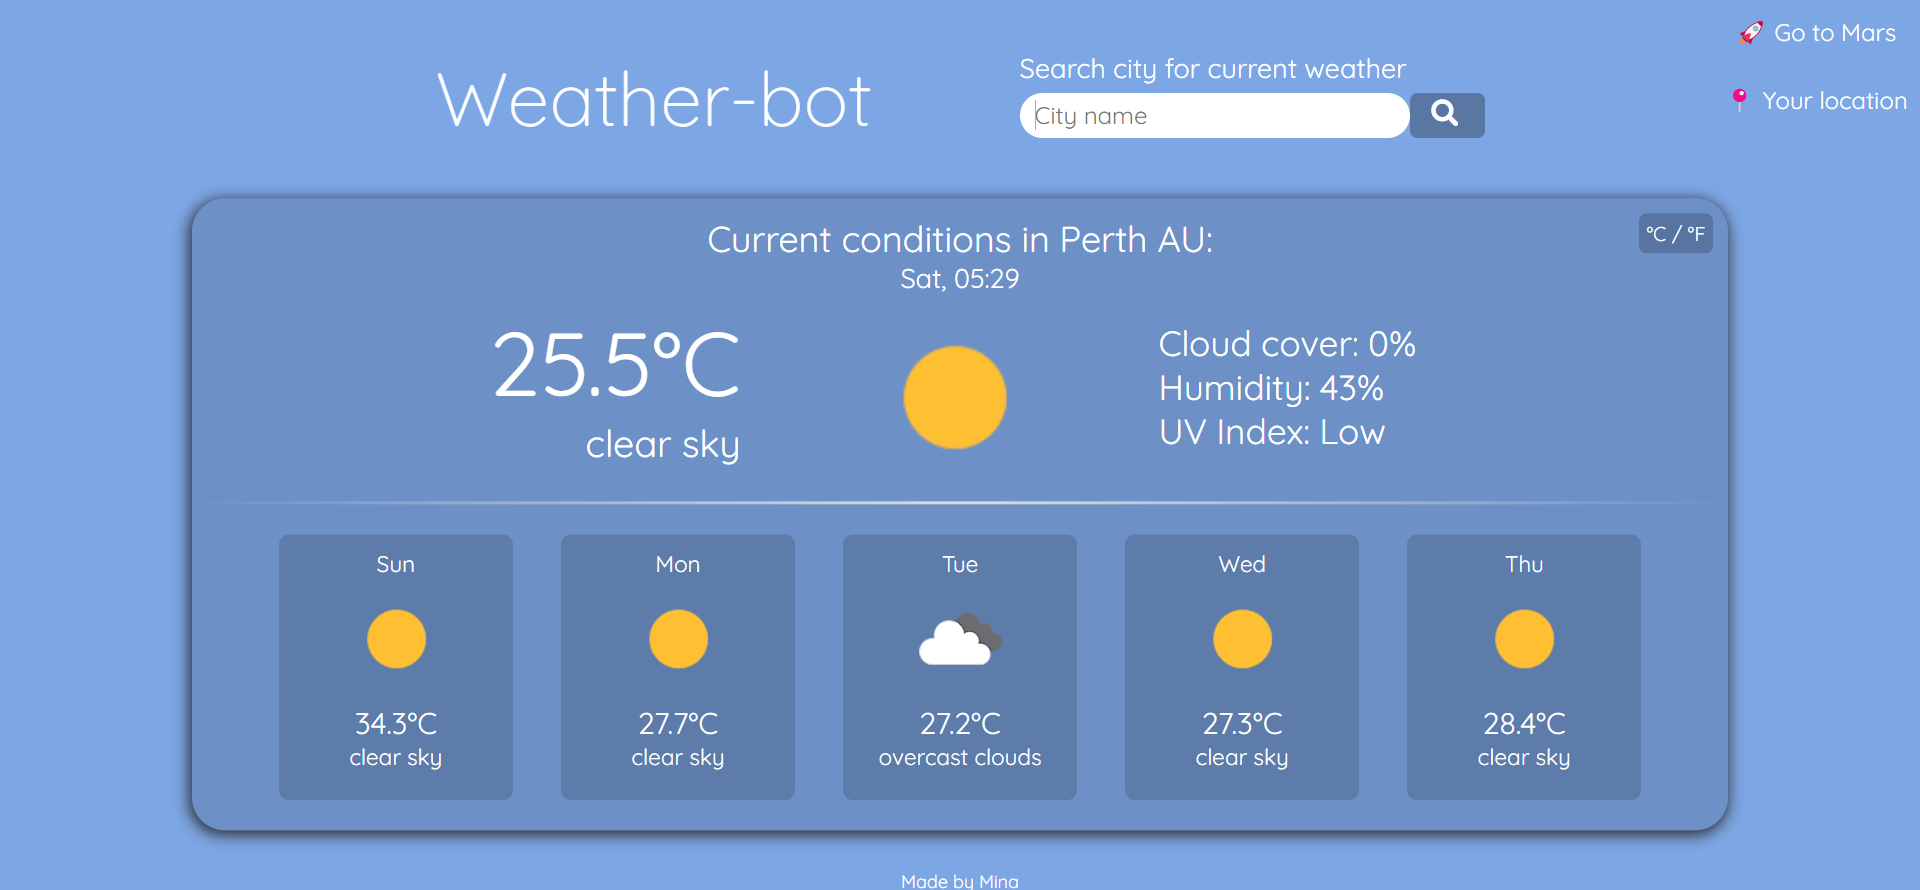 Go to Mars
Your location
Weather-bot
Search city for current weather
City name
Current conditions in Perth AU:
Sat, 05:29
°C / °F
25.5°C
clear sky
Cloud cover: 0%
Humidity: 43%
UV Index: Low
Sun
34.3°C
clear sky
Mon
27.7°C
clear sky
Tue
27.2°C
overcast clouds
Wed
27.3°C
clear sky
Thu
28.4°C
clear sky
Made by Mina